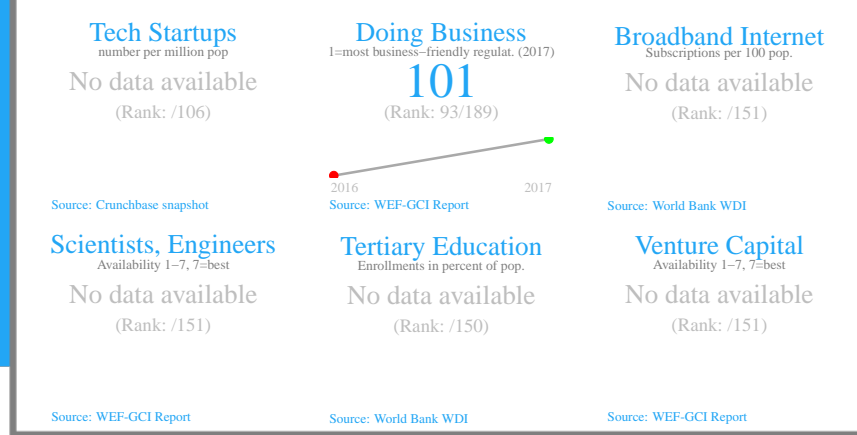 Tech Startups
number per million pop
No data available
(Rank: /106)
Source: Crunchbase snapshot
Doing Business
1=most business−friendly regulat. (2017)
101
(Rank: 93/189)
2016 2017
Source: WEF-GCI Report
Broadband Internet
Subscriptions per 100 pop.
No data available
(Rank: /151)
Source: World Bank WDI
Scientists, Engineers
Availability 1−7, 7=best
No data available
(Rank: /151)
Source: WEF-GCI Report
Tertiary Education
Enrollments in percent of pop.
No data available
(Rank: /150)
Source: World Bank WDI
Venture Capital
Availability 1−7, 7=best
No data available
(Rank: /151)
Source: WEF-GCI Report